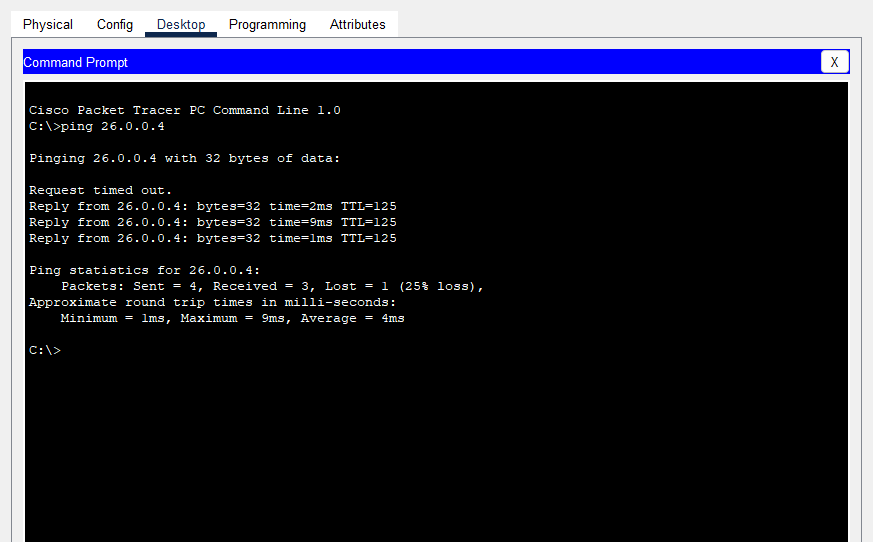 Physical Config Desktop Programming Attributes
Command Prompt X
Cisco Packet Tracer PC Command Line 1.0
C:\>ping 26.0.0.4
Pinging 26.0.0.4 with 32 bytes of data:
Request timed out.
Reply from 26.0.0.4: bytes=32 time=2ms TTL=125
Reply from 26.0.0.4: bytes=32 time=9ms TTL=125
Reply from 26.0.0.4: bytes=32 time=1ms TTL=125
Ping statistics for 26.0.0.4:
Packets: Sent = 4, Received = 3, Lost = 1 (25% loss),
Approximate round trip times in milli-seconds:
Minimum = 1ms, Maximum = 9ms, Average = 4ms
C:\>